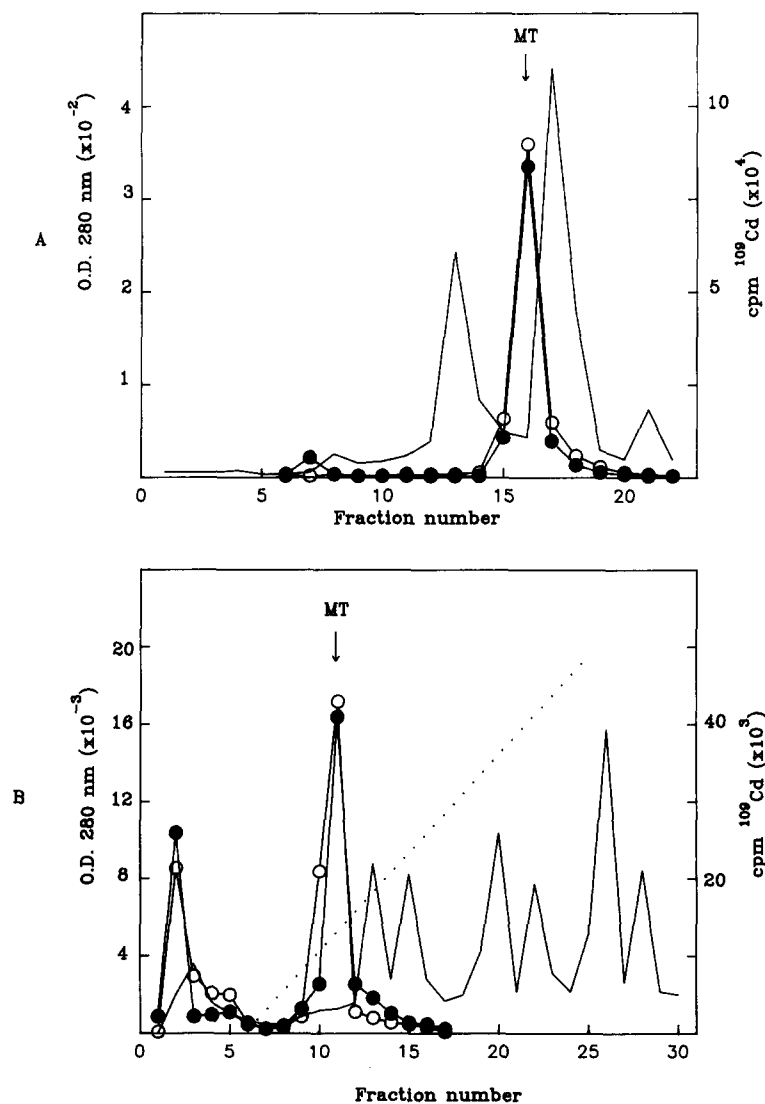 MT
A
O.D. 280 nm (x10⁻²)
4
3
2
1
10
5
cpm ¹⁰⁹Cd (x10⁴)
5 10 15 20
Fraction number
MT
B
O.D. 280 nm (x10⁻³)
20
16
12
8
4
40
20
cpm ¹⁰⁹Cd (x10³)
0 5 10 15 20 25 30
Fraction number